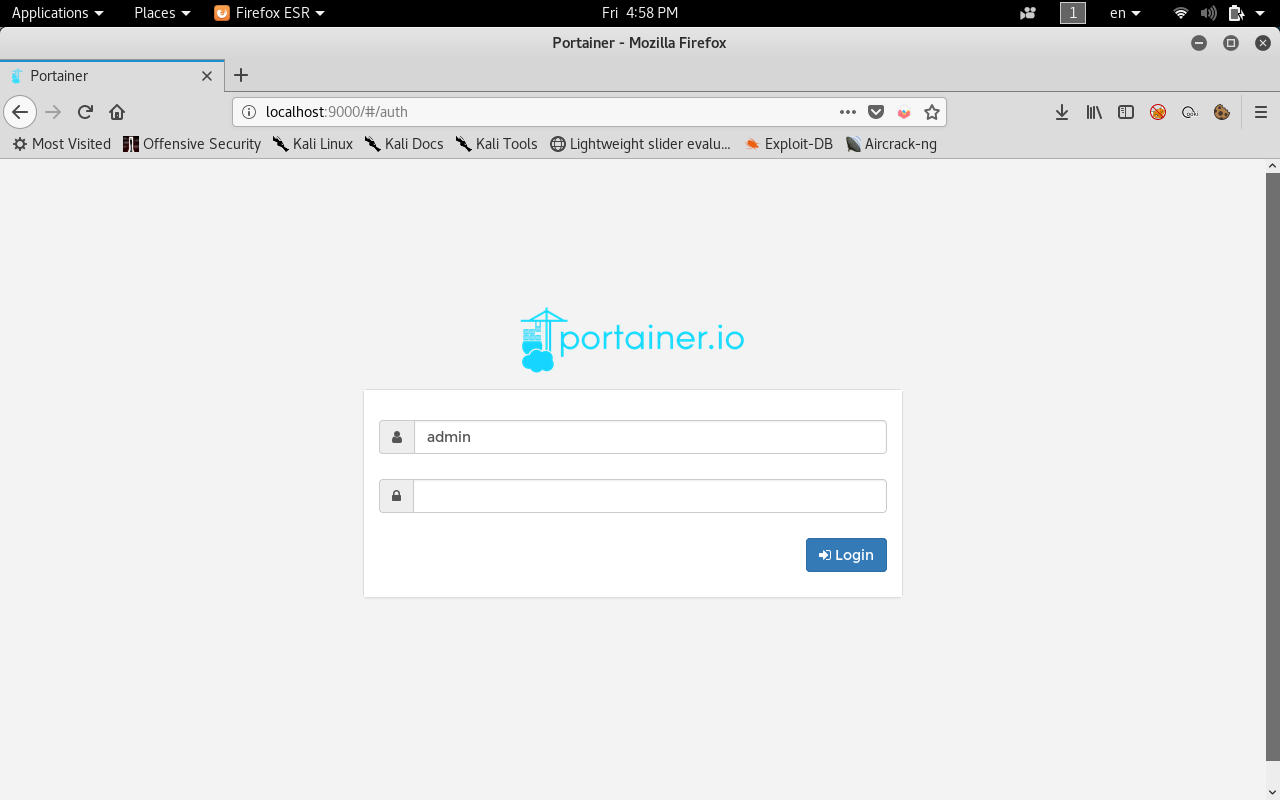 Applications Places Firefox ESR Fri 4:58 PM 1 en
Portainer - Mozilla Firefox
Portainer
localhost:9000/#/auth
Most Visited Offensive Security Kali Linux Kali Docs Kali Tools Lightweight slider evalu... Exploit-DB Aircrack-ng
portainer.io
admin
Login